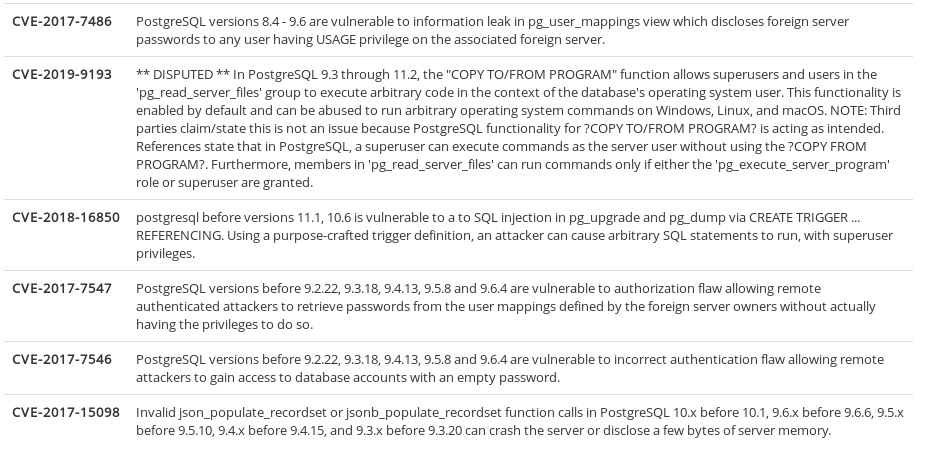 CVE-2017-7486 PostgreSQL versions 8.4 - 9.6 are vulnerable to information leak in pg_user_mappings view which discloses foreign server
passwords to any user having USAGE privilege on the associated foreign server.
CVE-2019-9193 ** DISPUTED ** In PostgreSQL 9.3 through 11.2, the "COPY TO/FROM PROGRAM" function allows superusers and users in the
'pg_read_server_files' group to execute arbitrary code in the context of the database's operating system user. This functionality is
enabled by default and can be abused to run arbitrary operating system commands on Windows, Linux, and macOS. NOTE: Third
parties claim/state this is not an issue because PostgreSQL functionality for ?COPY TO/FROM PROGRAM? is acting as intended.
References state that in PostgreSQL, a superuser can execute commands as the server user without using the ?COPY FROM
PROGRAM?. Furthermore, members in 'pg_read_server_files' can run commands only if either the 'pg_execute_server_program'
role or superuser are granted.
CVE-2018-16850 postgresql before versions 11.1, 10.6 is vulnerable to a to SQL injection in pg_upgrade and pg_dump via CREATE TRIGGER ...
REFERENCING. Using a purpose-crafted trigger definition, an attacker can cause arbitrary SQL statements to run, with superuser
privileges.
CVE-2017-7547 PostgreSQL versions before 9.2.22, 9.3.18, 9.4.13, 9.5.8 and 9.6.4 are vulnerable to authorization flaw allowing remote
authenticated attackers to retrieve passwords from the user mappings defined by the foreign server owners without actually
having the privileges to do so.
CVE-2017-7546 PostgreSQL versions before 9.2.22, 9.3.18, 9.4.13, 9.5.8 and 9.6.4 are vulnerable to incorrect authentication flaw allowing remote
attackers to gain access to database accounts with an empty password.
CVE-2017-15098 Invalid json_populate_recordset or jsonb_populate_recordset function calls in PostgreSQL 10.x before 10.1, 9.6.x before 9.6.6, 9.5.x
before 9.5.10, 9.4.x before 9.4.15, and 9.3.x before 9.3.20 can crash the server or disclose a few bytes of server memory.